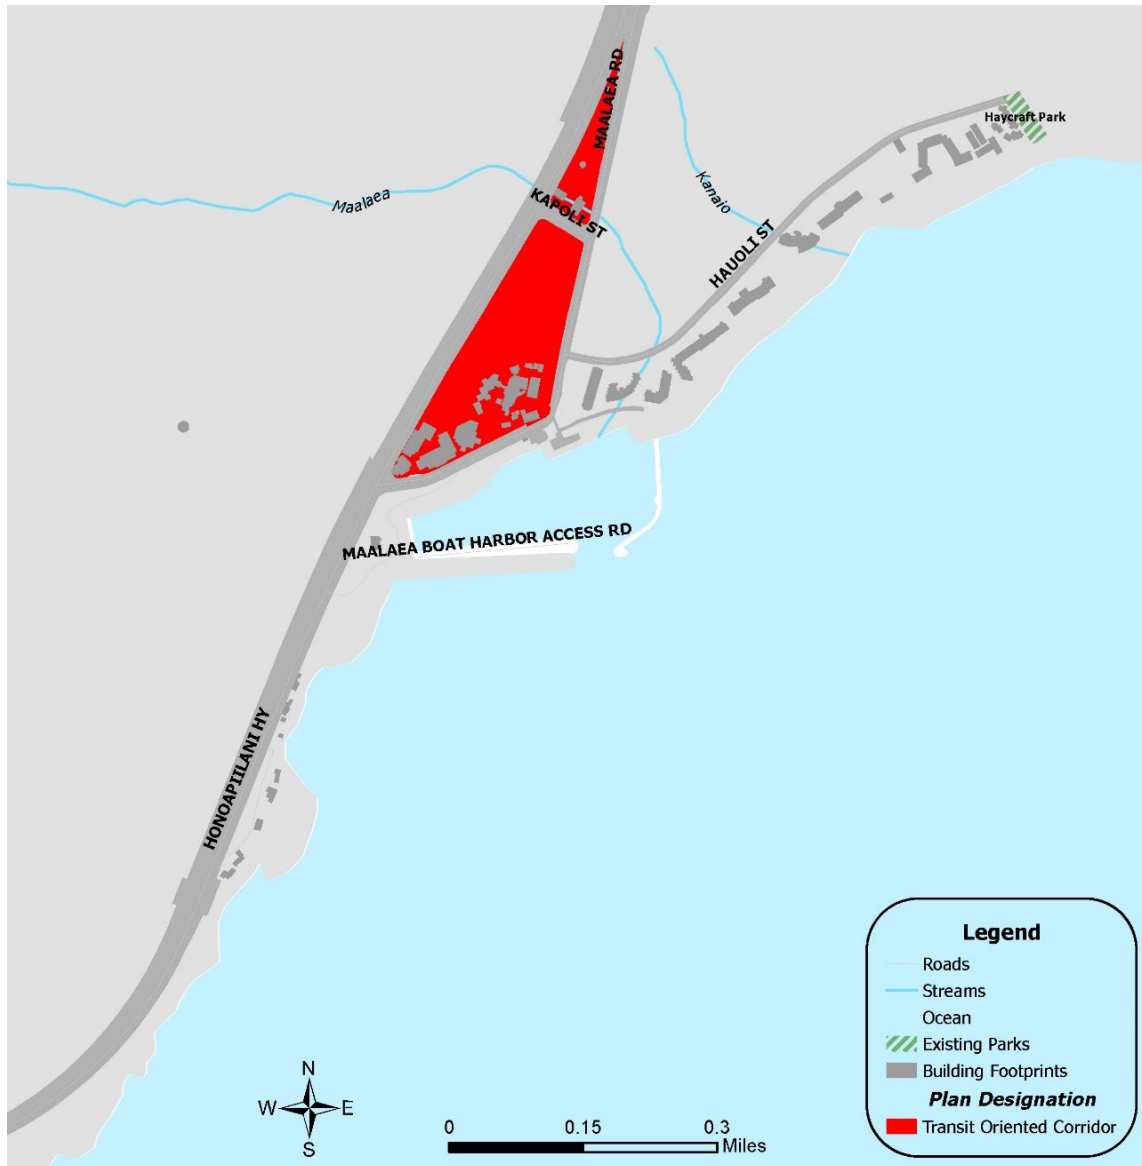 MAALAEA RD
Haycraft Park
Maalaea
KAPOLI ST
Kanaio
HAUOLI ST
MAALAEA BOAT HARBOR ACCESS RD
HONOAPIILANI HY
Legend
Roads
Streams
Ocean
Existing Parks
Building Footprints
Plan Designation
Transit Oriented Corridor
N
W E
S
0 0.15 0.3
Miles